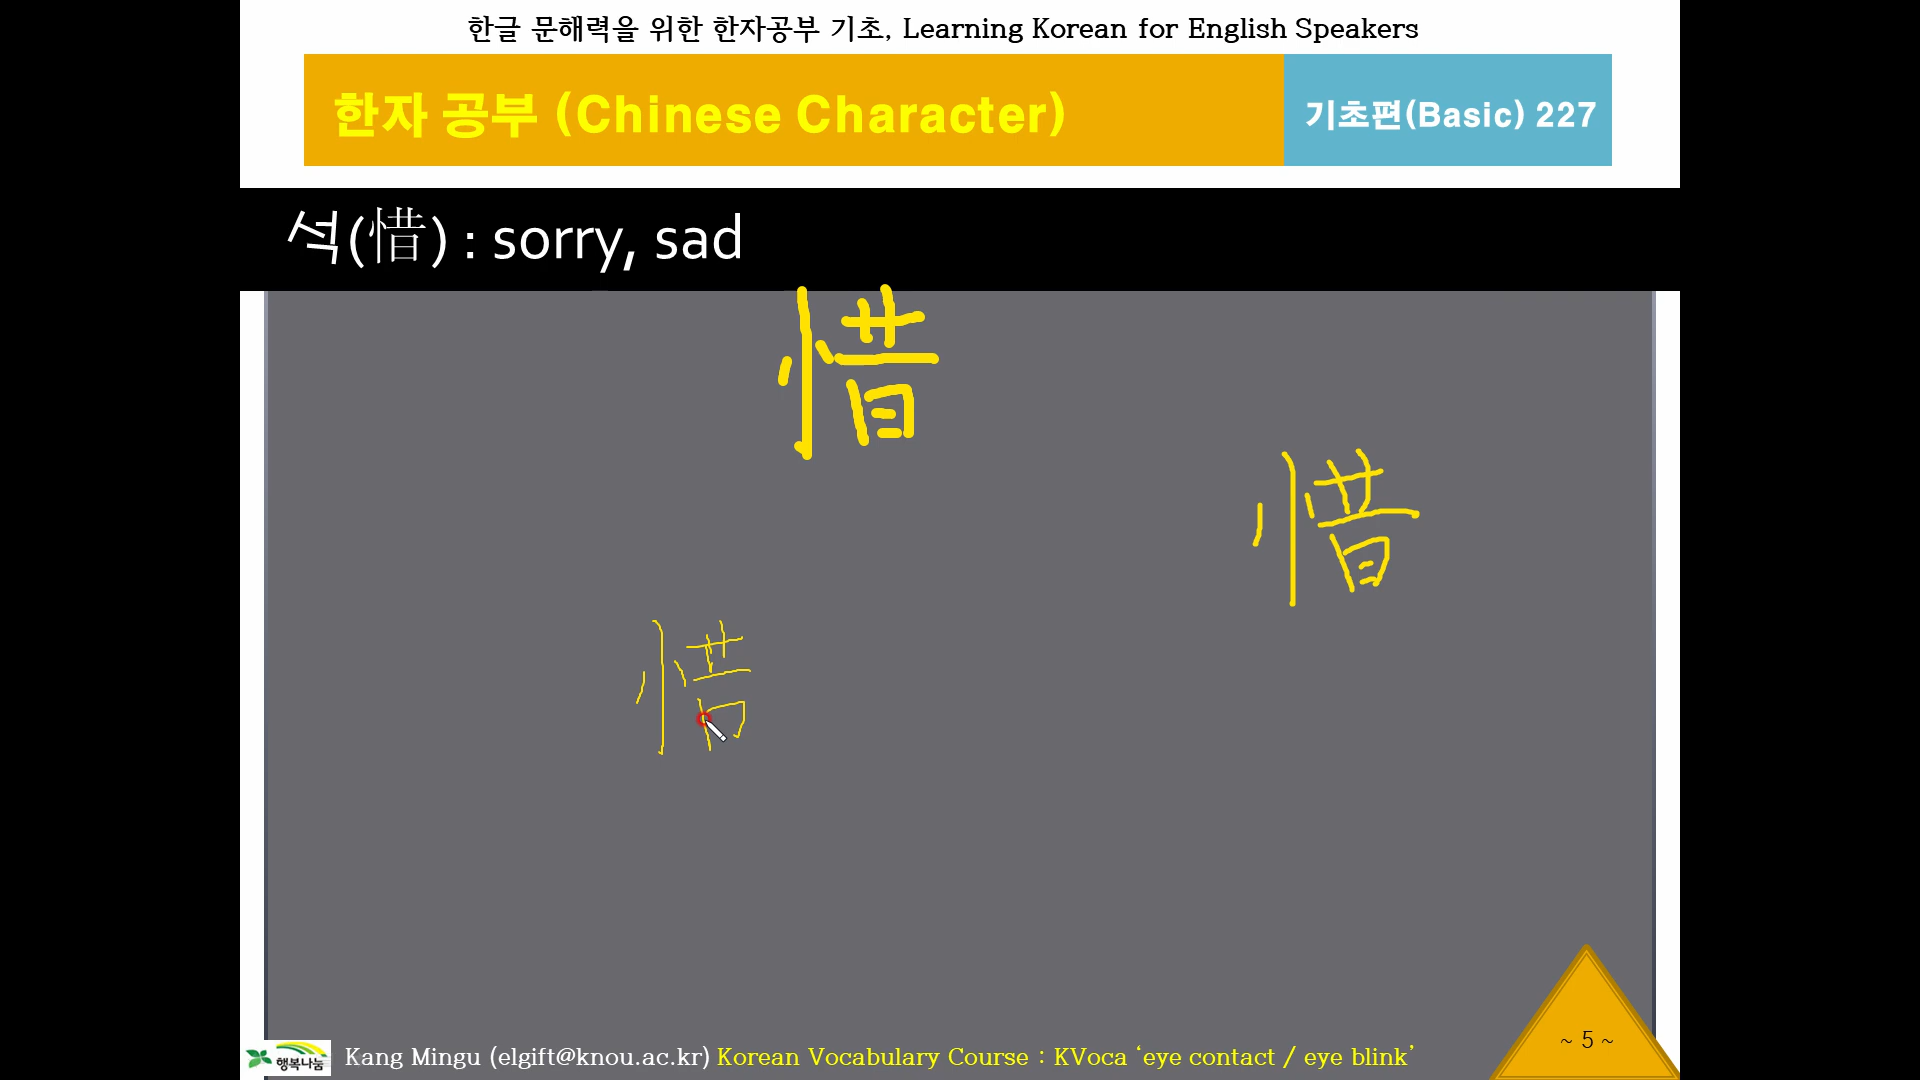 한글 문해력을 위한 한자공부 기초, Learning Korean for English Speakers
한자 공부 (Chinese Character)
기초편(Basic) 227
석(惜) : sorry, sad
惜
惜
惜
~ 5 ~
행복나눔
Kang Mingu (elgift@knou.ac.kr) Korean Vocabulary Course : KVoca ‘eye contact / eye blink’